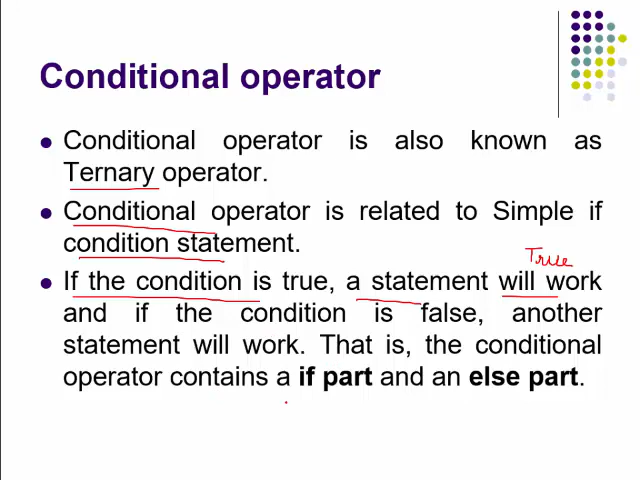 Conditional operator
● Conditional operator is also known as
Ternary operator.
● Conditional operator is related to Simple if
condition statement.
True
● If the condition is true, a statement will work
and if the condition is false, another
statement will work. That is, the conditional
operator contains a if part and an else part.